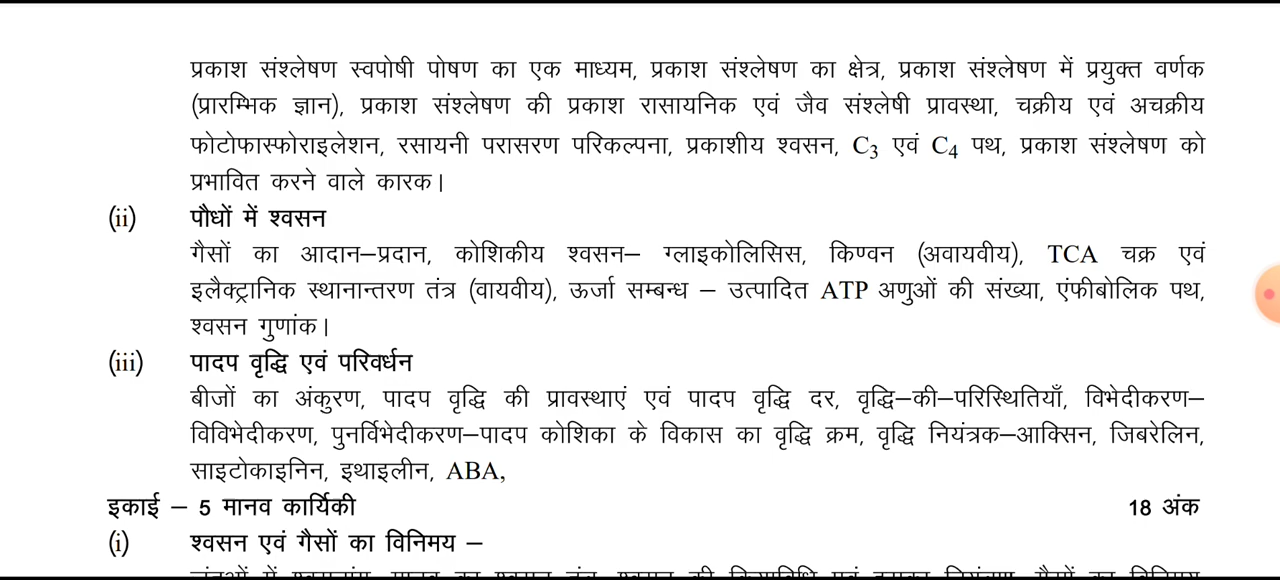 प्रकाश संश्लेषण स्वपोषी पोषण का एक माध्यम, प्रकाश संश्लेषण का क्षेत्र, प्रकाश संश्लेषण में प्रयुक्त वर्णक
(प्रारम्भिक ज्ञान), प्रकाश संश्लेषण की प्रकाश रासायनिक एवं जैव संश्लेषी प्रावस्था, चक्रीय एवं अचक्रीय
फोटोफास्फोराइलेशन, रसायनी परासरण परिकल्पना, प्रकाशीय श्वसन, C₃ एवं C₄ पथ, प्रकाश संश्लेषण को
प्रभावित करने वाले कारक।
(ii) पौधों में श्वसन
गैसों का आदान–प्रदान, कोशिकीय श्वसन– ग्लाइकोलिसिस, किण्वन (अवायवीय), TCA चक्र एवं
इलैक्ट्रानिक स्थानान्तरण तंत्र (वायवीय), ऊर्जा सम्बन्ध – उत्पादित ATP अणुओं की संख्या, एंफीबोलिक पथ,
श्वसन गुणांक।
(iii) पादप वृद्धि एवं परिवर्धन
बीजों का अंकुरण, पादप वृद्धि की प्रावस्थाएं एवं पादप वृद्धि दर, वृद्धि–की–परिस्थितियाँ, विभेदीकरण–
विविभेदीकरण, पुनर्विभेदीकरण–पादप कोशिका के विकास का वृद्धि क्रम, वृद्धि नियंत्रक–आक्सिन, जिबरेलिन,
साइटोकाइनिन, इथाइलीन, ABA,
इकाई – 5 मानव कार्यिकी 18 अंक
(i) श्वसन एवं गैसों का विनिमय –